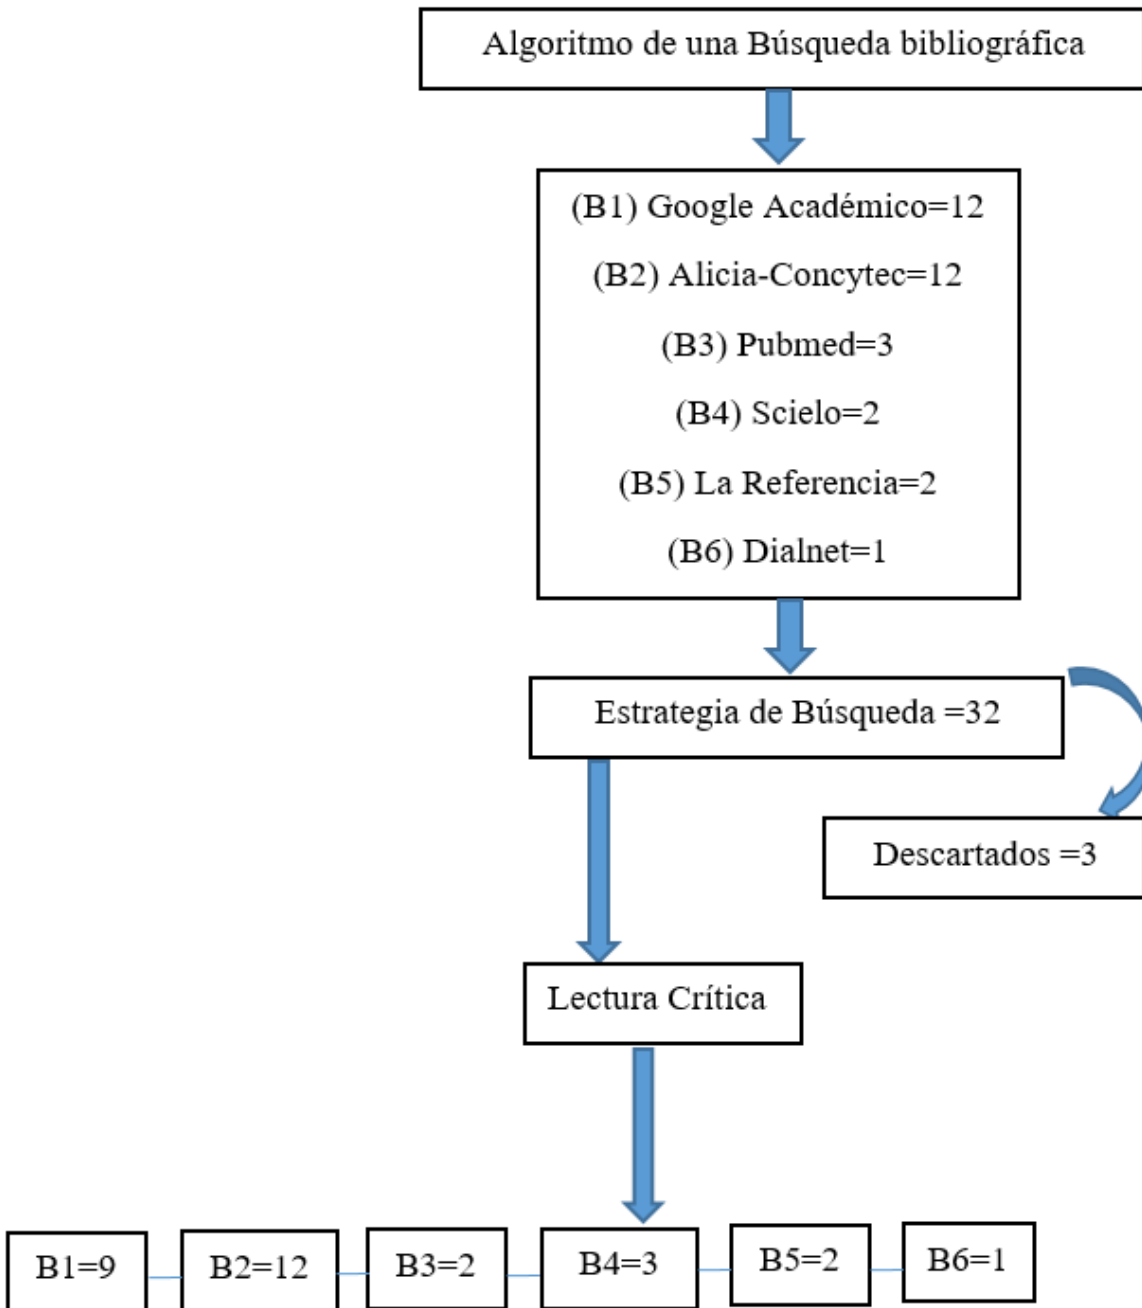 Algoritmo de una Búsqueda bibliográfica
(B1) Google Académico=12
(B2) Alicia-Concytec=12
(B3) Pubmed=3
(B4) Scielo=2
(B5) La Referencia=2
(B6) Dialnet=1
Estrategia de Búsqueda =32
Descartados =3
Lectura Crítica
B1=9
B2=12
B3=2
B4=3
B5=2
B6=1